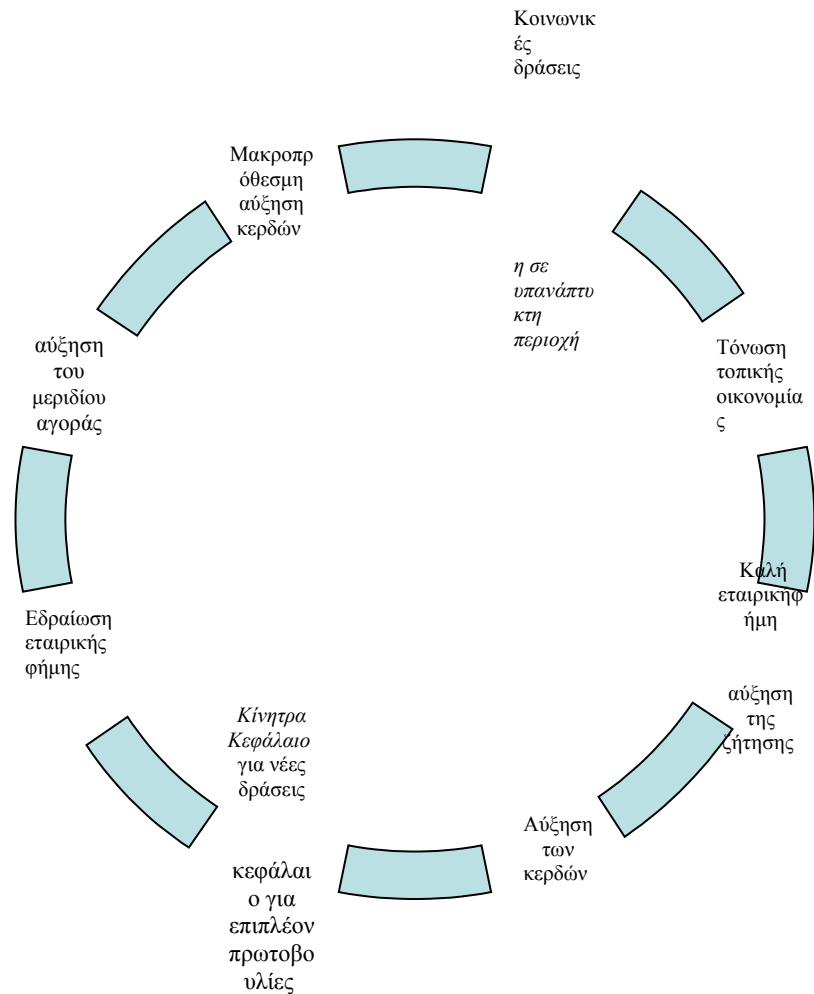 Κοινωνικ
ές
δράσεις
Μακροπρ
όθεσμη
αύξηση
κερδών
η σε
υπανάπτυ
κτη
περιοχή
Τόνωση
τοπικής
οικονομία
ς
αύξηση
του
μεριδίου
αγοράς
Καλή
εταιρικήφ
ήμη
Εδραίωση
εταιρικής
φήμης
αύξηση
της
ζήτησης
Κίνητρα
Κεφάλαιο
για νέες
δράσεις
Αύξηση
των
κερδών
κεφάλαι
ο για
επιπλέον
πρωτοβο
υλίες